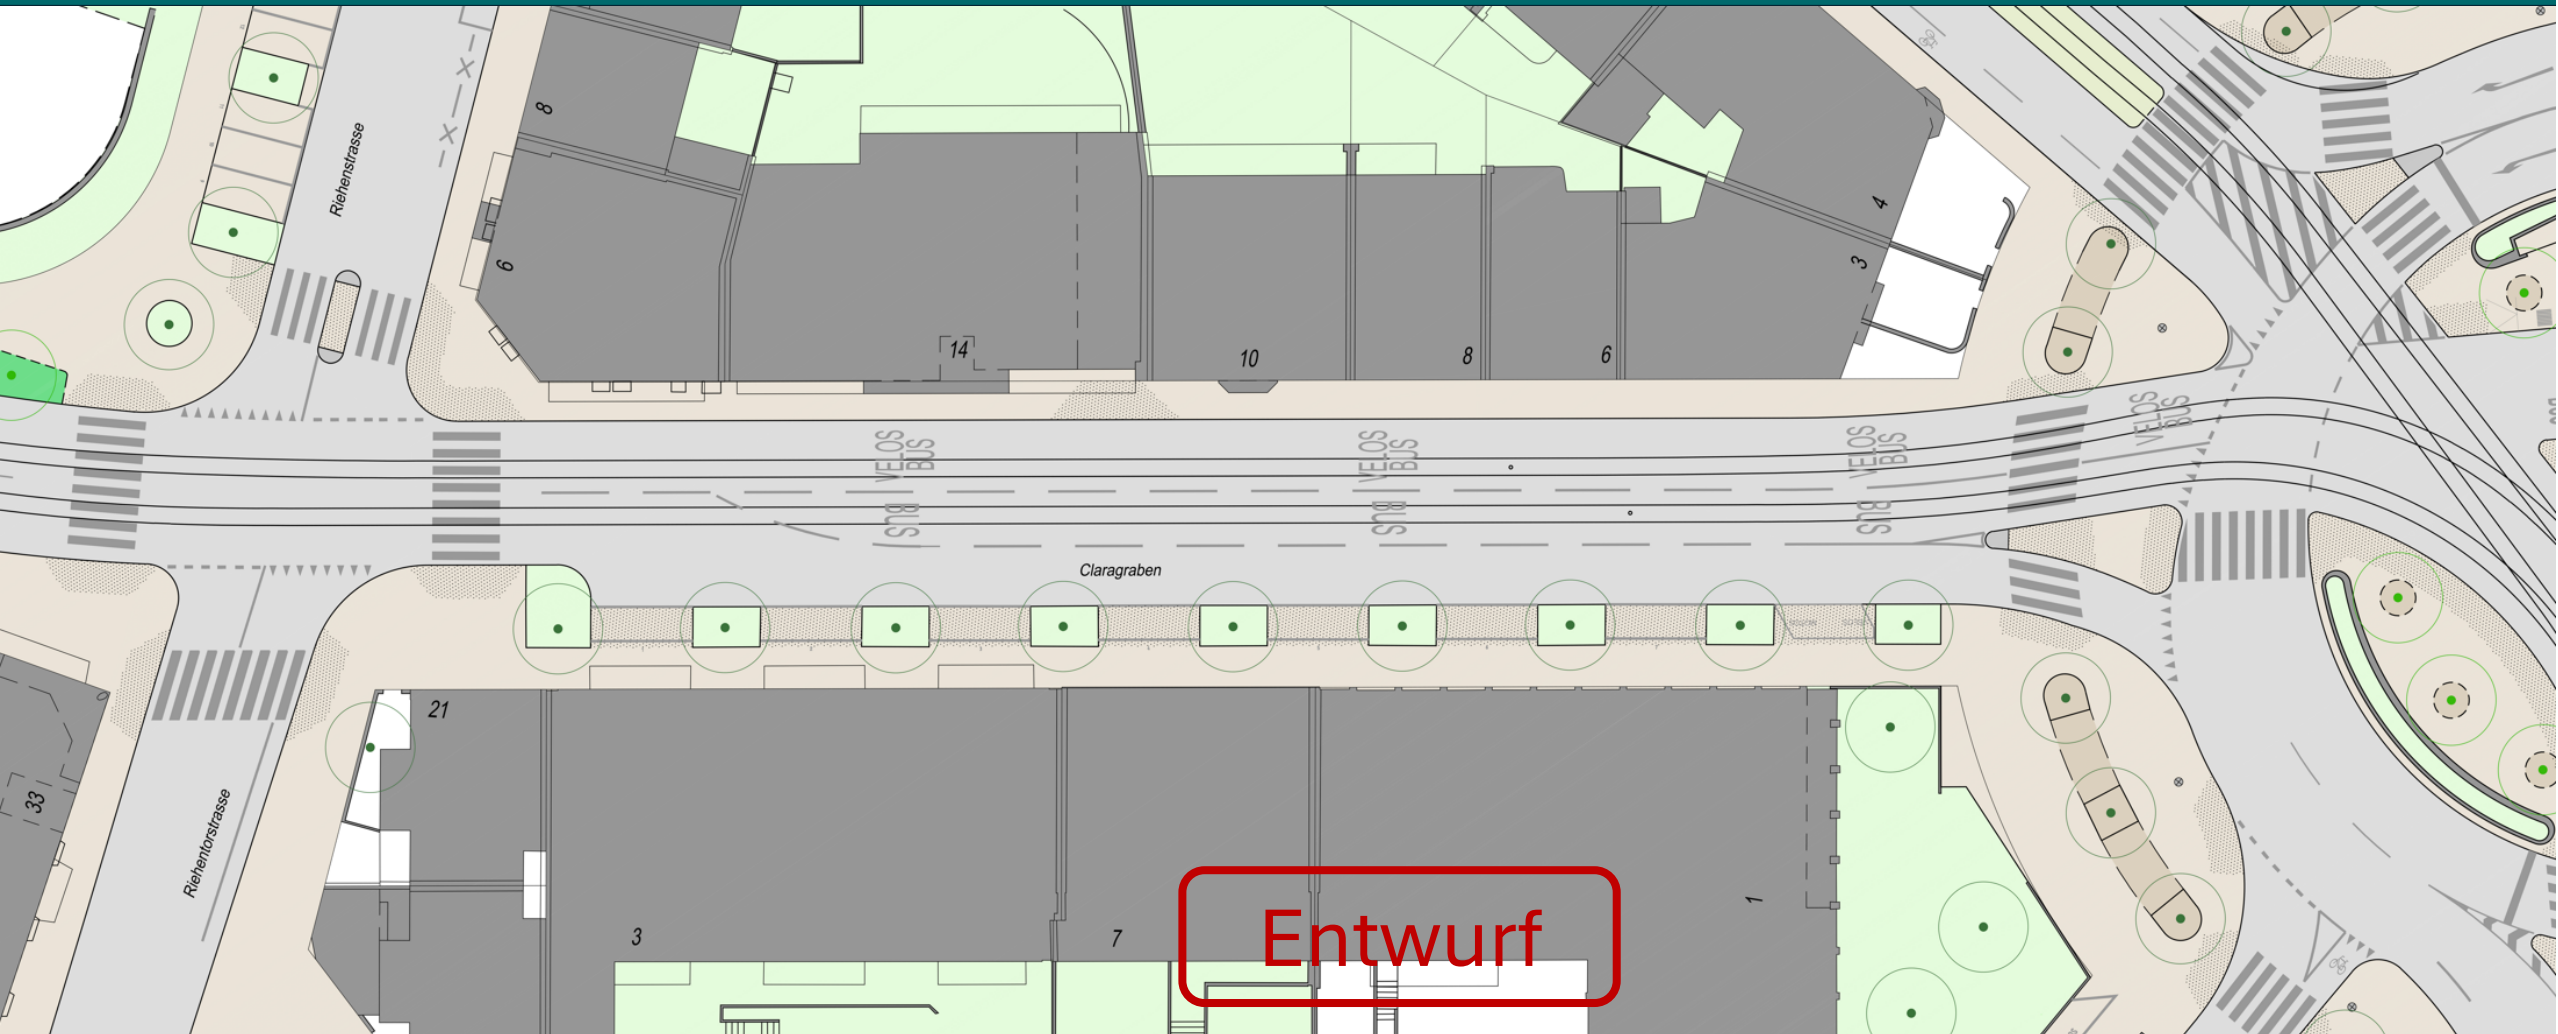 8
Riehenstrasse
6
14
10
8
6
4
3
VELOS
BUS
VELOS
BUS
VELOS
BUS
VELOS
BUS
BUS
BUS
BUS
Claragraben
21
33
Riehentorstrasse
3
7
1
Entwurf